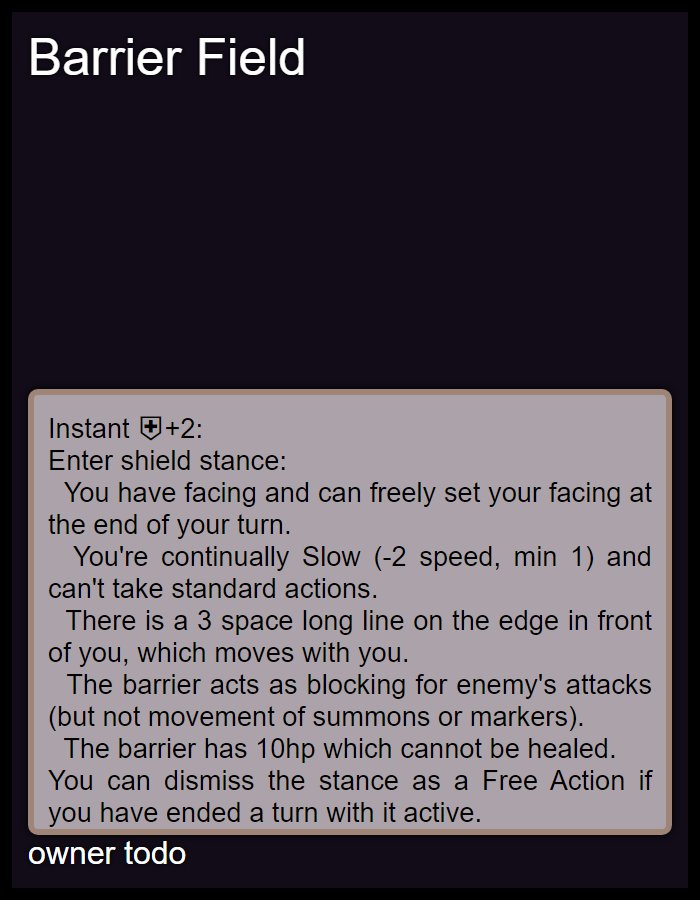 Barrier Field
Instant ⛨+2:
Enter shield stance:
You have facing and can freely set your facing at
the end of your turn.
You're continually Slow (-2 speed, min 1) and
can't take standard actions.
There is a 3 space long line on the edge in front
of you, which moves with you.
The barrier acts as blocking for enemy's attacks
(but not movement of summons or markers).
The barrier has 10hp which cannot be healed.
You can dismiss the stance as a Free Action if
you have ended a turn with it active.
owner todo